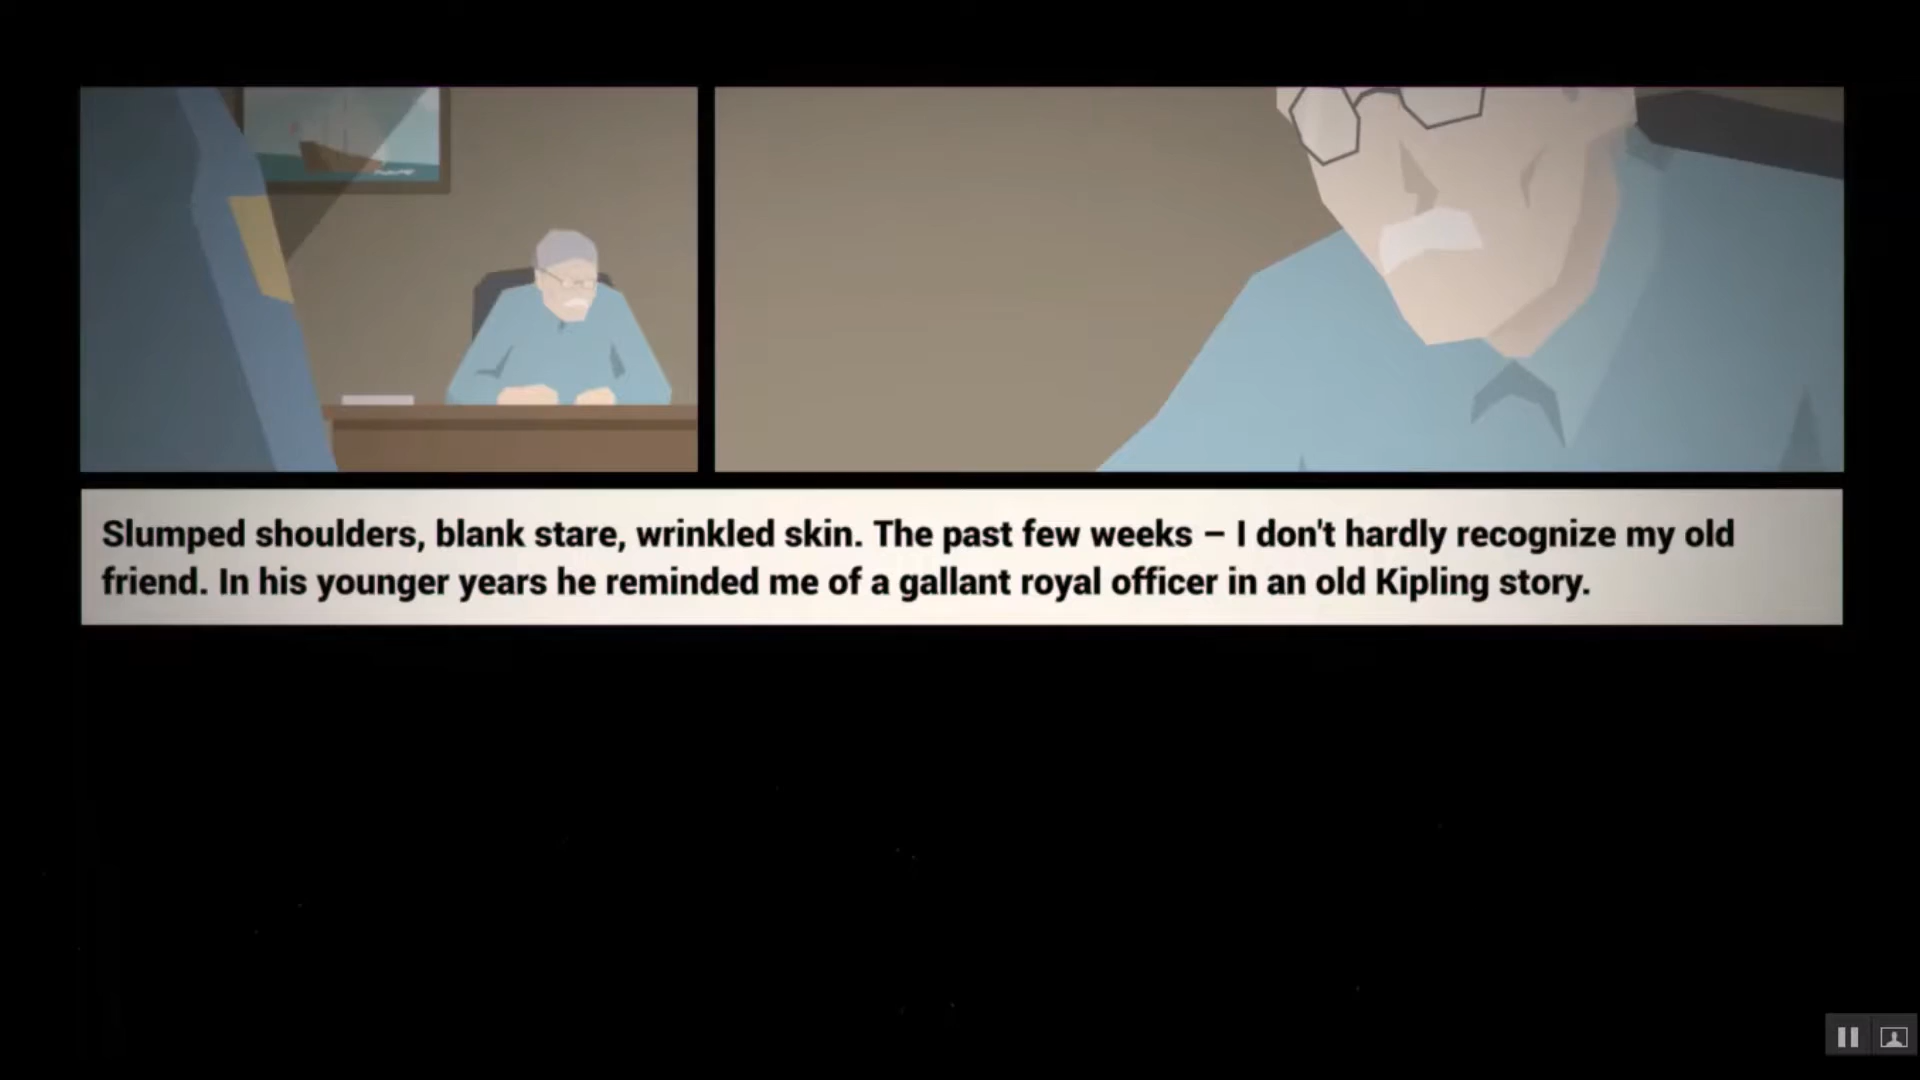 Slumped shoulders, blank stare, wrinkled skin. The past few weeks – I don't hardly recognize my old
friend. In his younger years he reminded me of a gallant royal officer in an old Kipling story.